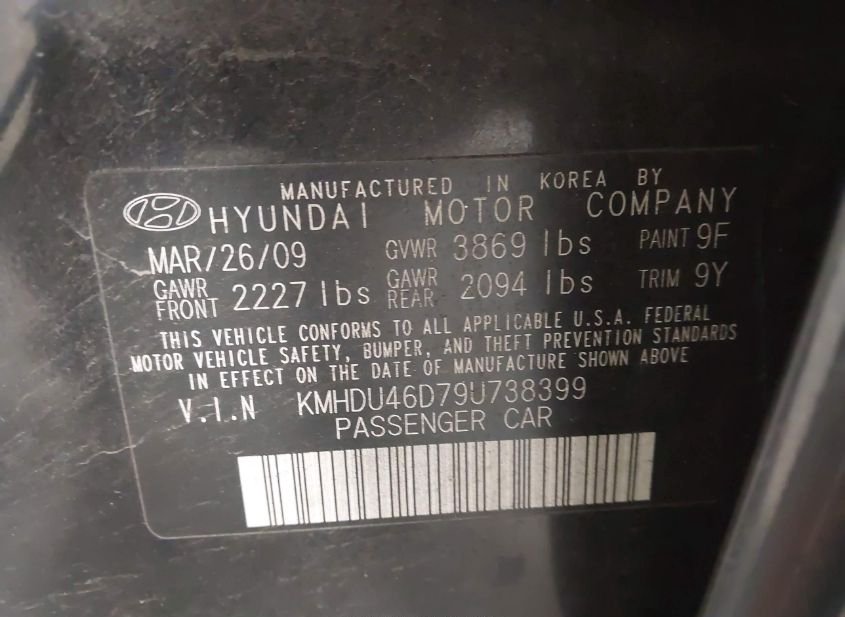 MANUFACTURED IN KOREA BY
HYUNDAI MOTOR COMPANY
MAR/26/09 GVWR 3869 lbs PAINT 9F
GAWR FRONT 2227 lbs GAWR REAR 2094 lbs TRIM 9Y
THIS VEHICLE CONFORMS TO ALL APPLICABLE U.S.A. FEDERAL
MOTOR VEHICLE SAFETY, BUMPER, AND THEFT PREVENTION STANDARDS
IN EFFECT ON THE DATE OF MANUFACTURE SHOWN ABOVE
V.I.N KMHDU46D79U738399
PASSENGER CAR